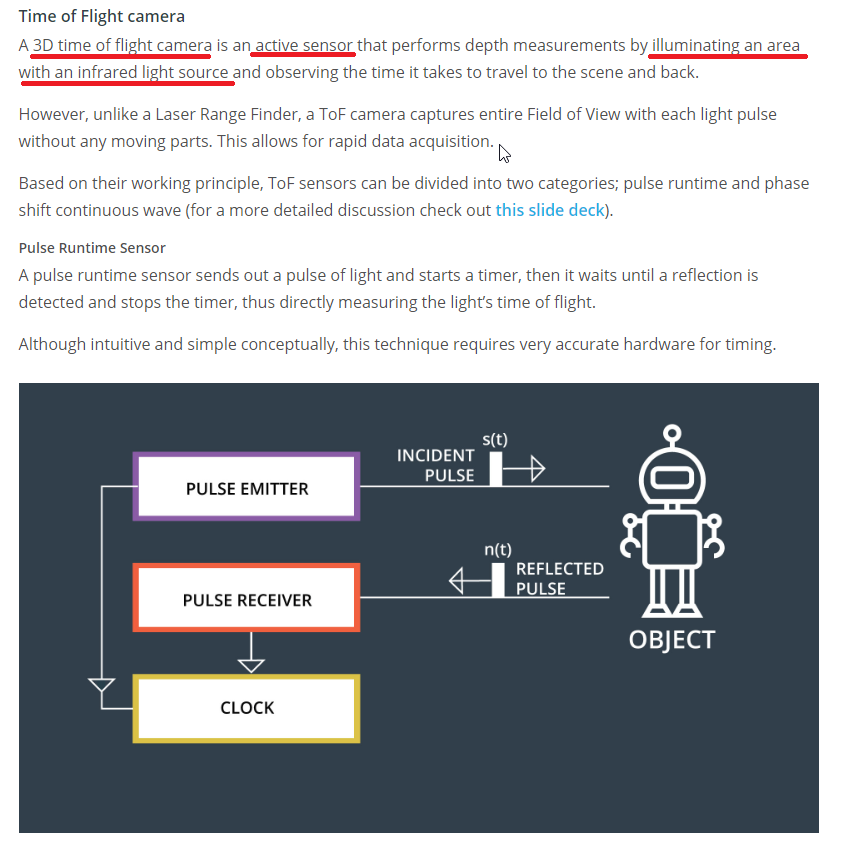 Time of Flight camera
A 3D time of flight camera is an active sensor that performs depth measurements by illuminating an area
with an infrared light source and observing the time it takes to travel to the scene and back.
However, unlike a Laser Range Finder, a ToF camera captures entire Field of View with each light pulse
without any moving parts. This allows for rapid data acquisition.
Based on their working principle, ToF sensors can be divided into two categories; pulse runtime and phase
shift continuous wave (for a more detailed discussion check out this slide deck).
Pulse Runtime Sensor
A pulse runtime sensor sends out a pulse of light and starts a timer, then it waits until a reflection is
detected and stops the timer, thus directly measuring the light’s time of flight.
Although intuitive and simple conceptually, this technique requires very accurate hardware for timing.
s(t)
INCIDENT
PULSE
PULSE EMITTER
n(t)
REFLECTED
PULSE
PULSE RECEIVER
OBJECT
CLOCK